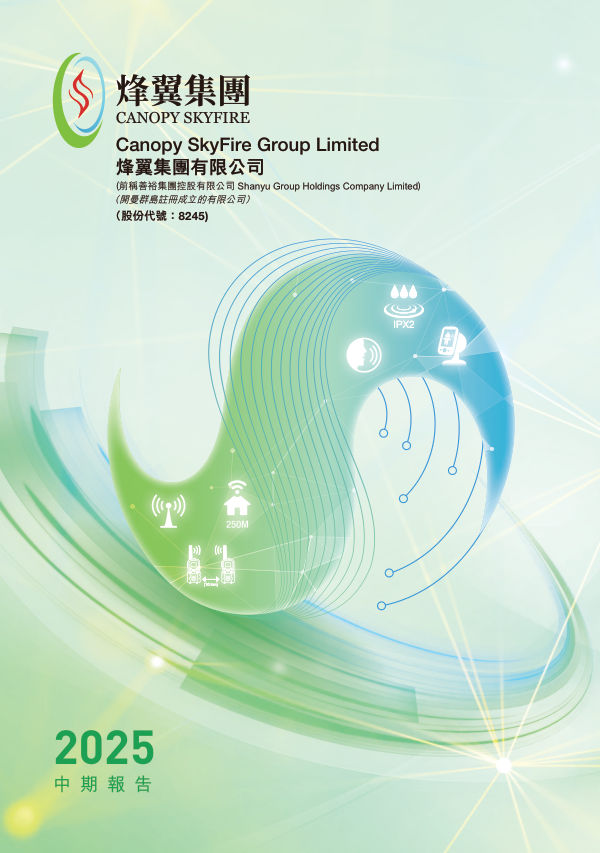 烽翼集團
CANOPY SKYFIRE
Canopy SkyFire Group Limited
烽翼集團有限公司
(前稱善裕集團控股有限公司 Shanyu Group Holdings Company Limited)
(開曼群島註冊成立的有限公司)
(股份代號：8245)
IPX2
250M
2025
中期報告